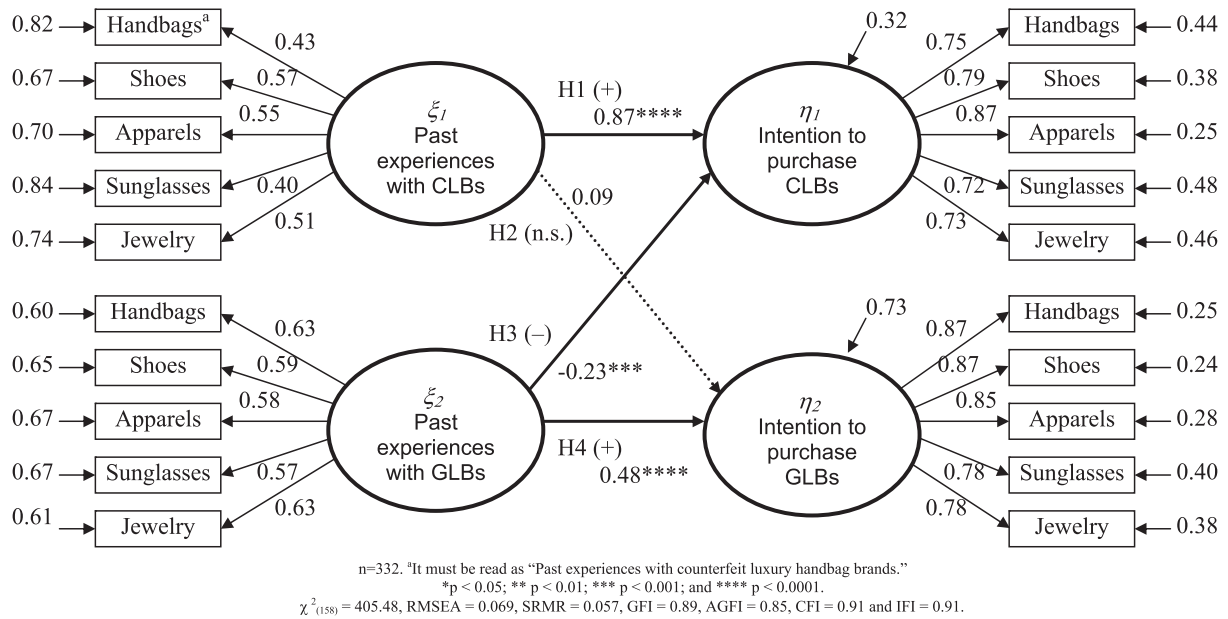 0.82 Handbagsᵃ 0.43
0.67 Shoes 0.57
0.70 Apparels 0.55
0.84 Sunglasses 0.40
0.74 Jewelry 0.51
ξ1
Past
experiences
with CLBs
H1 (+)
0.87****
0.09
H2 (n.s.)
0.32
η1
Intention to
purchase
CLBs
0.75 Handbags 0.44
0.79 Shoes 0.38
0.87 Apparels 0.25
0.72 Sunglasses 0.48
0.73 Jewelry 0.46
0.60 Handbags 0.63
0.65 Shoes 0.59
0.67 Apparels 0.58
0.67 Sunglasses 0.57
0.61 Jewelry 0.63
ξ2
Past
experiences
with GLBs
H3 (–)
-0.23***
H4 (+)
0.48****
0.73
η2
Intention to
purchase
GLBs
0.87 Handbags 0.25
0.87 Shoes 0.24
0.85 Apparels 0.28
0.78 Sunglasses 0.40
0.78 Jewelry 0.38
n=332. ᵃIt must be read as “Past experiences with counterfeit luxury handbag brands.”
*p < 0.05; ** p < 0.01; *** p < 0.001; and **** p < 0.0001.
χ²(158) = 405.48, RMSEA = 0.069, SRMR = 0.057, GFI = 0.89, AGFI = 0.85, CFI = 0.91 and IFI = 0.91.